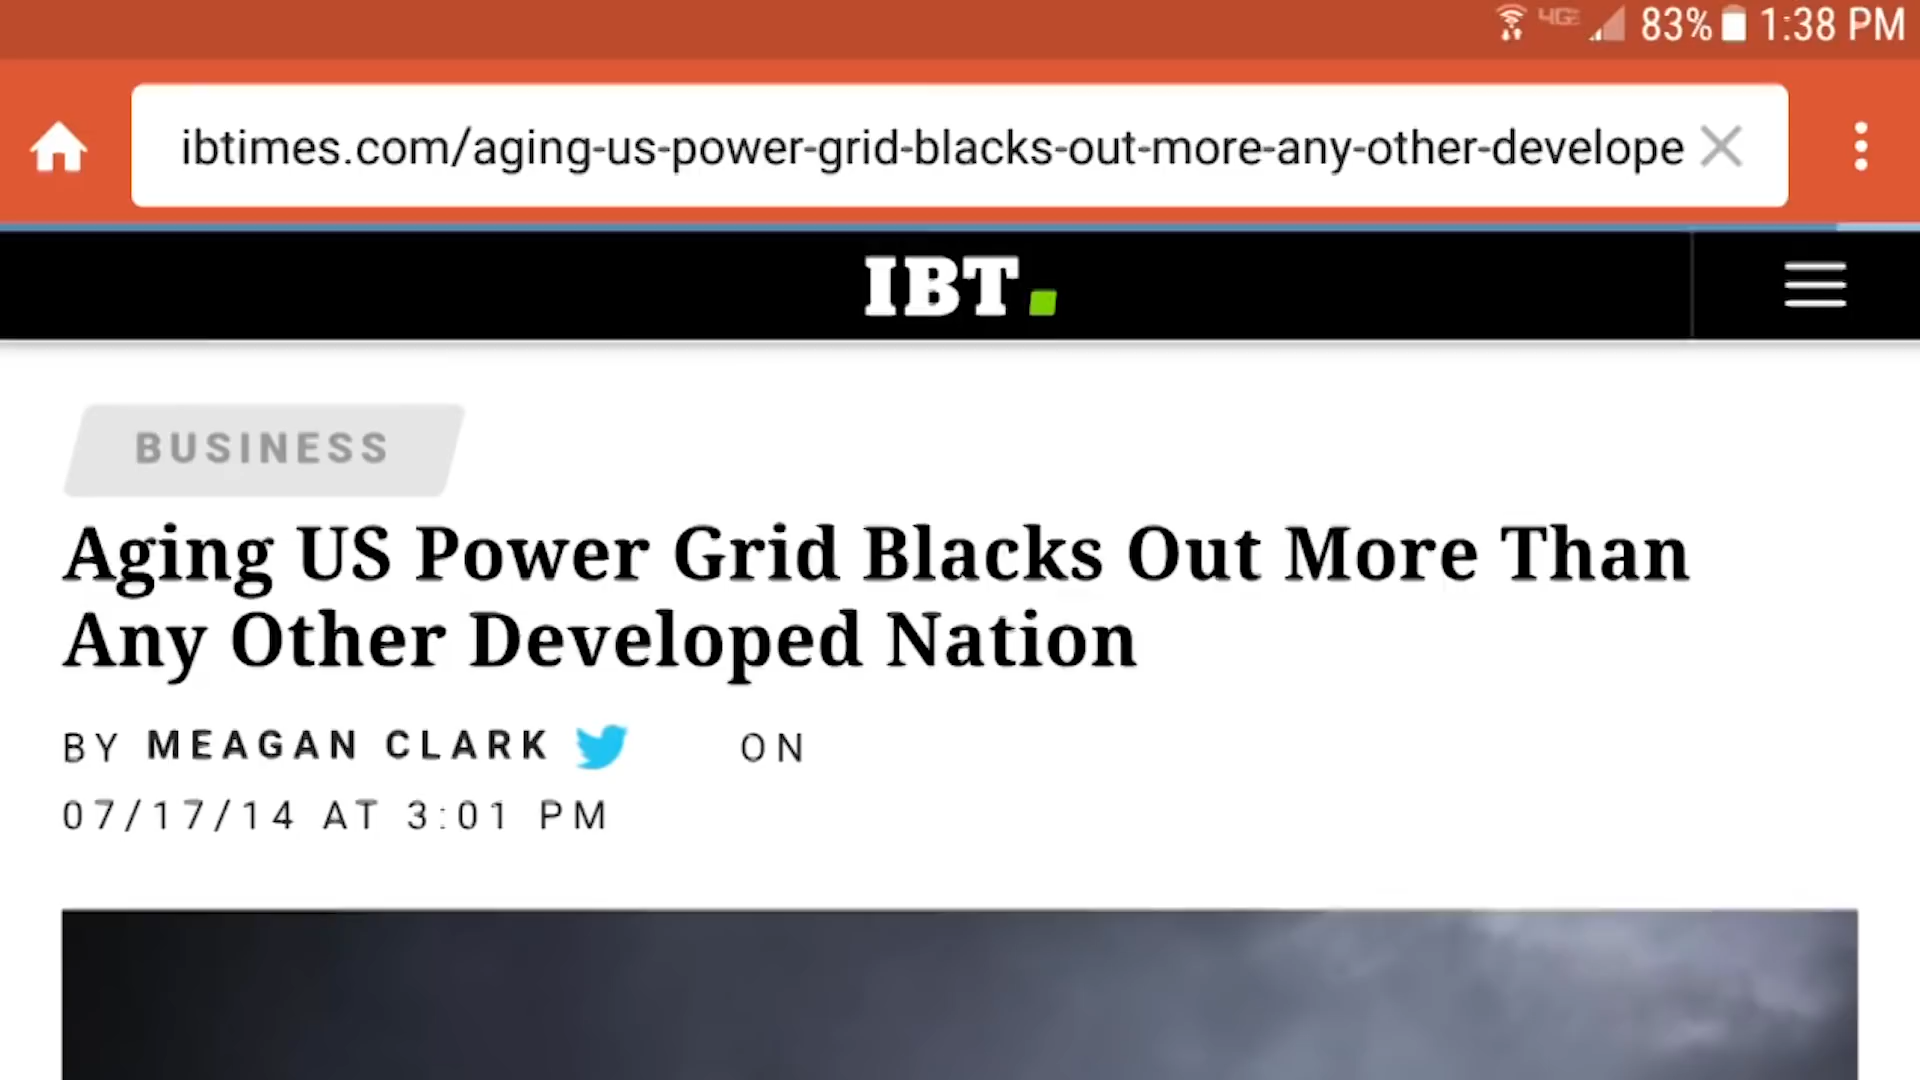 4GE 83% 1:38 PM
ibtimes.com/aging-us-power-grid-blacks-out-more-any-other-develope
IBT
BUSINESS
Aging US Power Grid Blacks Out More Than
Any Other Developed Nation
BY MEAGAN CLARK ON
07/17/14 AT 3:01 PM